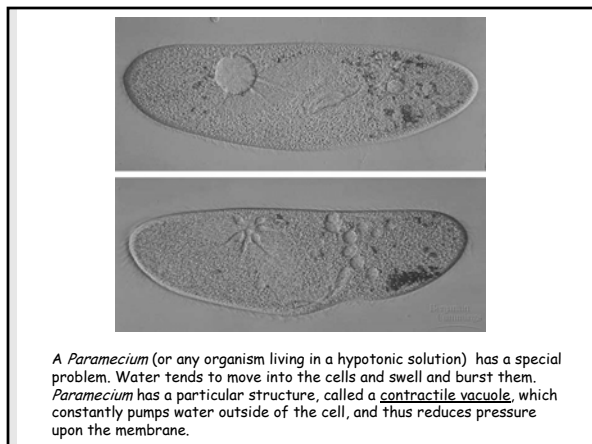 A Paramecium (or any organism living in a hypotonic solution) has a special
problem. Water tends to move into the cells and swell and burst them.
Paramecium has a particular structure, called a contractile vacuole, which
constantly pumps water outside of the cell, and thus reduces pressure
upon the membrane.